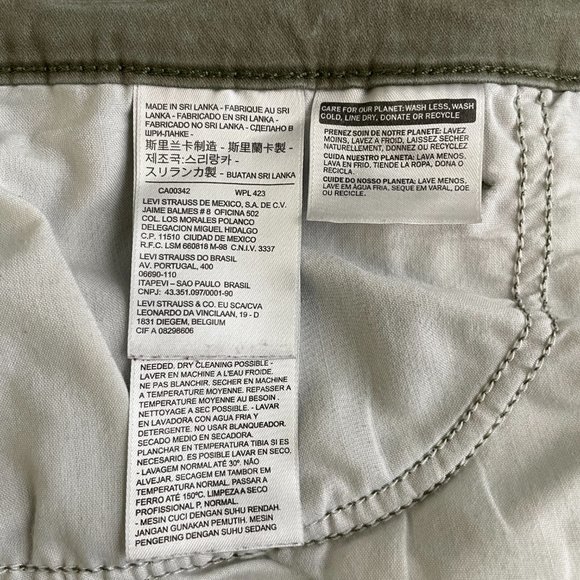 MADE IN SRI LANKA - FABRIQUE AU SRI
LANKA - FABRICADO EN SRI LANKA -
FABRICADO NO SRI LANKA - СДЕЛАНО В
ШРИ-ЛАНКЕ -
斯里兰卡制造 - 斯里蘭卡製 -
제조국:스리랑카 -
スリランカ製 - BUATAN SRI LANKA
CA00342 WPL 423
LEVI STRAUSS DE MEXICO, S.A. DE C.V.
JAIME BALMES # 8 OFICINA 502
COL. LOS MORALES POLANCO
DELEGACION MIGUEL HIDALGO
C.P. 11510 CIUDAD DE MEXICO
R.F.C. LSM 660818 M-98 C.N.I.V. 3337
LEVI STRAUSS DO BRASIL
AV. PORTUGAL, 400
06690-110
ITAPEVI – SAO PAULO BRASIL
CNPJ: 43.351.097/0001-90
LEVI STRAUSS & CO. EU SCA/CVA
LEONARDO DA VINCILAAN, 19 - D
1831 DIEGEM, BELGIUM
CIF A 08298606
NEEDED. DRY CLEANING POSSIBLE -
LAVER EN MACHINE A L'EAU FROIDE.
NE PAS BLANCHIR. SECHER EN MACHINE
A TEMPERATURE MOYENNE. REPASSER A
TEMPERATURE MOYENNE AU BESOIN .
NETTOYAGE A SEC POSSIBLE. - LAVAR
EN LAVADORA CON AGUA FRIA Y
DETERGENTE. NO USAR BLANQUEADOR.
SECADO MEDIO EN SECADORA.
PLANCHAR EN TEMPERATURA TIBIA SI ES
NECESARIO. ES POSIBLE LAVAR EN SECO.
- LAVAGEM NORMAL ATÉ 30º. NÃO
ALVEJAR. SECAGEM EM TAMBOR EM
TEMPERATURA NORMAL. PASSAR A
FERRO ATÉ 150ºC. LIMPEZA A SECO
PROFISSIONAL P, NORMAL.
- MESIN CUCI DENGAN SUHU RENDAH.
JANGAN GUNAKAN PEMUTIH. MESIN
PENGERING DENGAN SUHU SEDANG
CARE FOR OUR PLANET: WASH LESS, WASH
COLD, LINE DRY, DONATE OR RECYCLE
PRENEZ SOIN DE NOTRE PLANETE: LAVEZ
MOINS, LAVEZ A FROID, LAISSEZ SECHER
NATURELLEMENT, DONNEZ OU RECYCLEZ
CUIDA NUESTRO PLANETA: LAVA MENOS,
LAVA EN FRIO, TIENDE LA ROPA, DONA O
RECICLA.
CUIDE DO NOSSO PLANETA: LAVE MENOS,
LAVE EM ÁGUA FRIA, SEQUE EM VARAL, DOE
OU RECICLE.